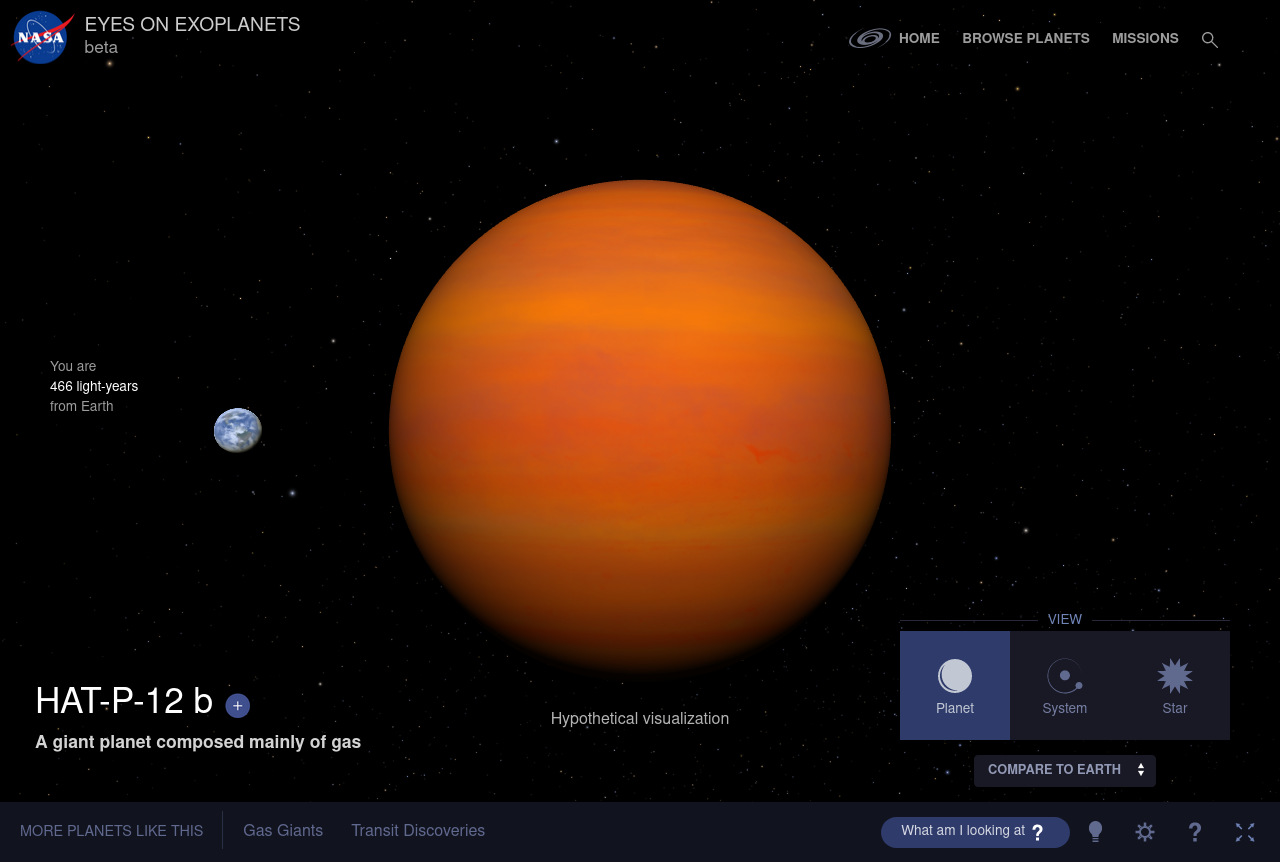 NASA
EYES ON EXOPLANETS
beta
HOME
BROWSE PLANETS
MISSIONS
You are
466 light-years
from Earth
VIEW
Planet
System
Star
HAT-P-12 b +
A giant planet composed mainly of gas
Hypothetical visualization
COMPARE TO EARTH
MORE PLANETS LIKE THIS
Gas Giants
Transit Discoveries
What am I looking at ?
?